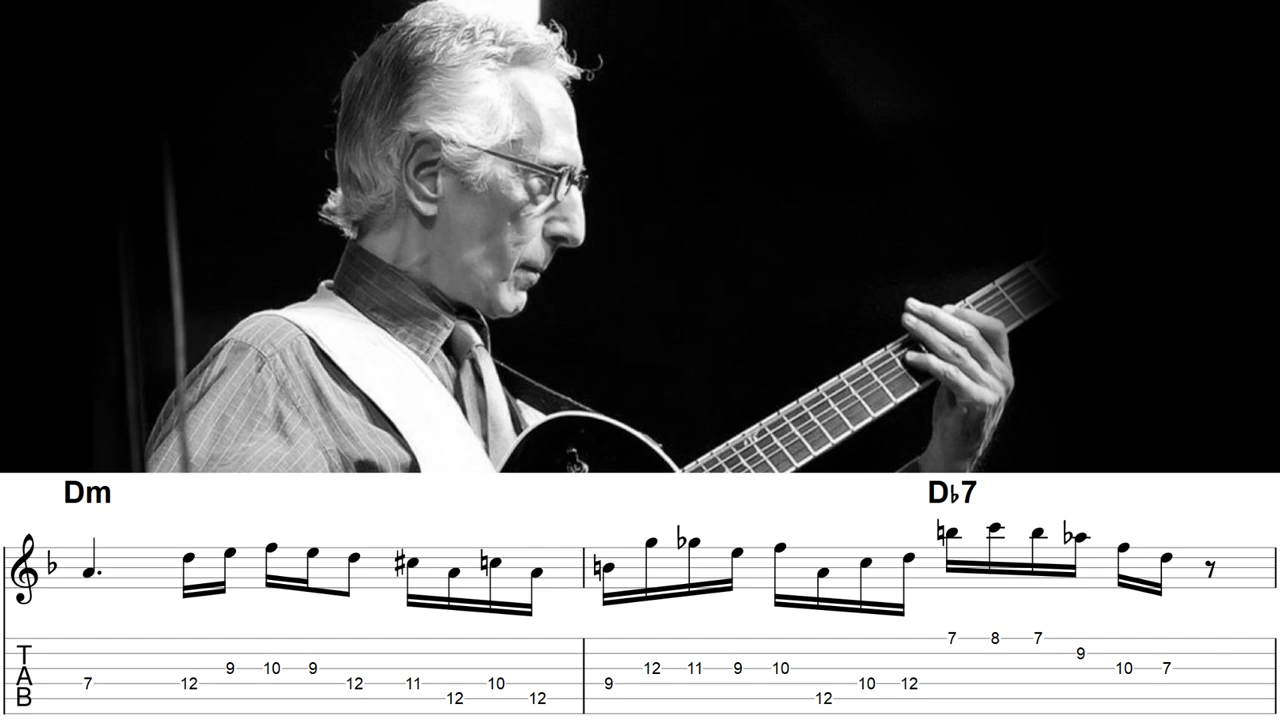 Dm D♭7
7 8 7
T 9
9 10 9 12 11 9 10 10 7
A 7 12 12 11 10 9 10 12
B 12 12 12